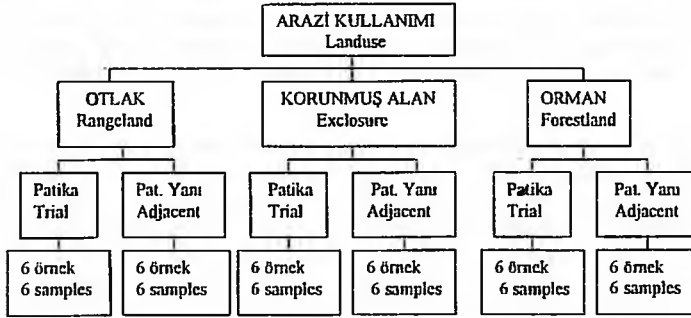 ARAZİ KULLANIMI
Landuse
OTLAK
Rangeland
KORUNMUŞ ALAN
Exclosure
ORMAN
Forestland
Patika
Trial
Pat. Yanı
Adjacent
Patika
Trial
Pat. Yanı
Adjacent
Patika
Trial
Pat. Yanı
Adjacent
6 örnek
6 samples
6 örnek
6 samples
6 örnek
6 samples
6 örnek
6 samples
6 örnek
6 samples
6 örnek
6 samples